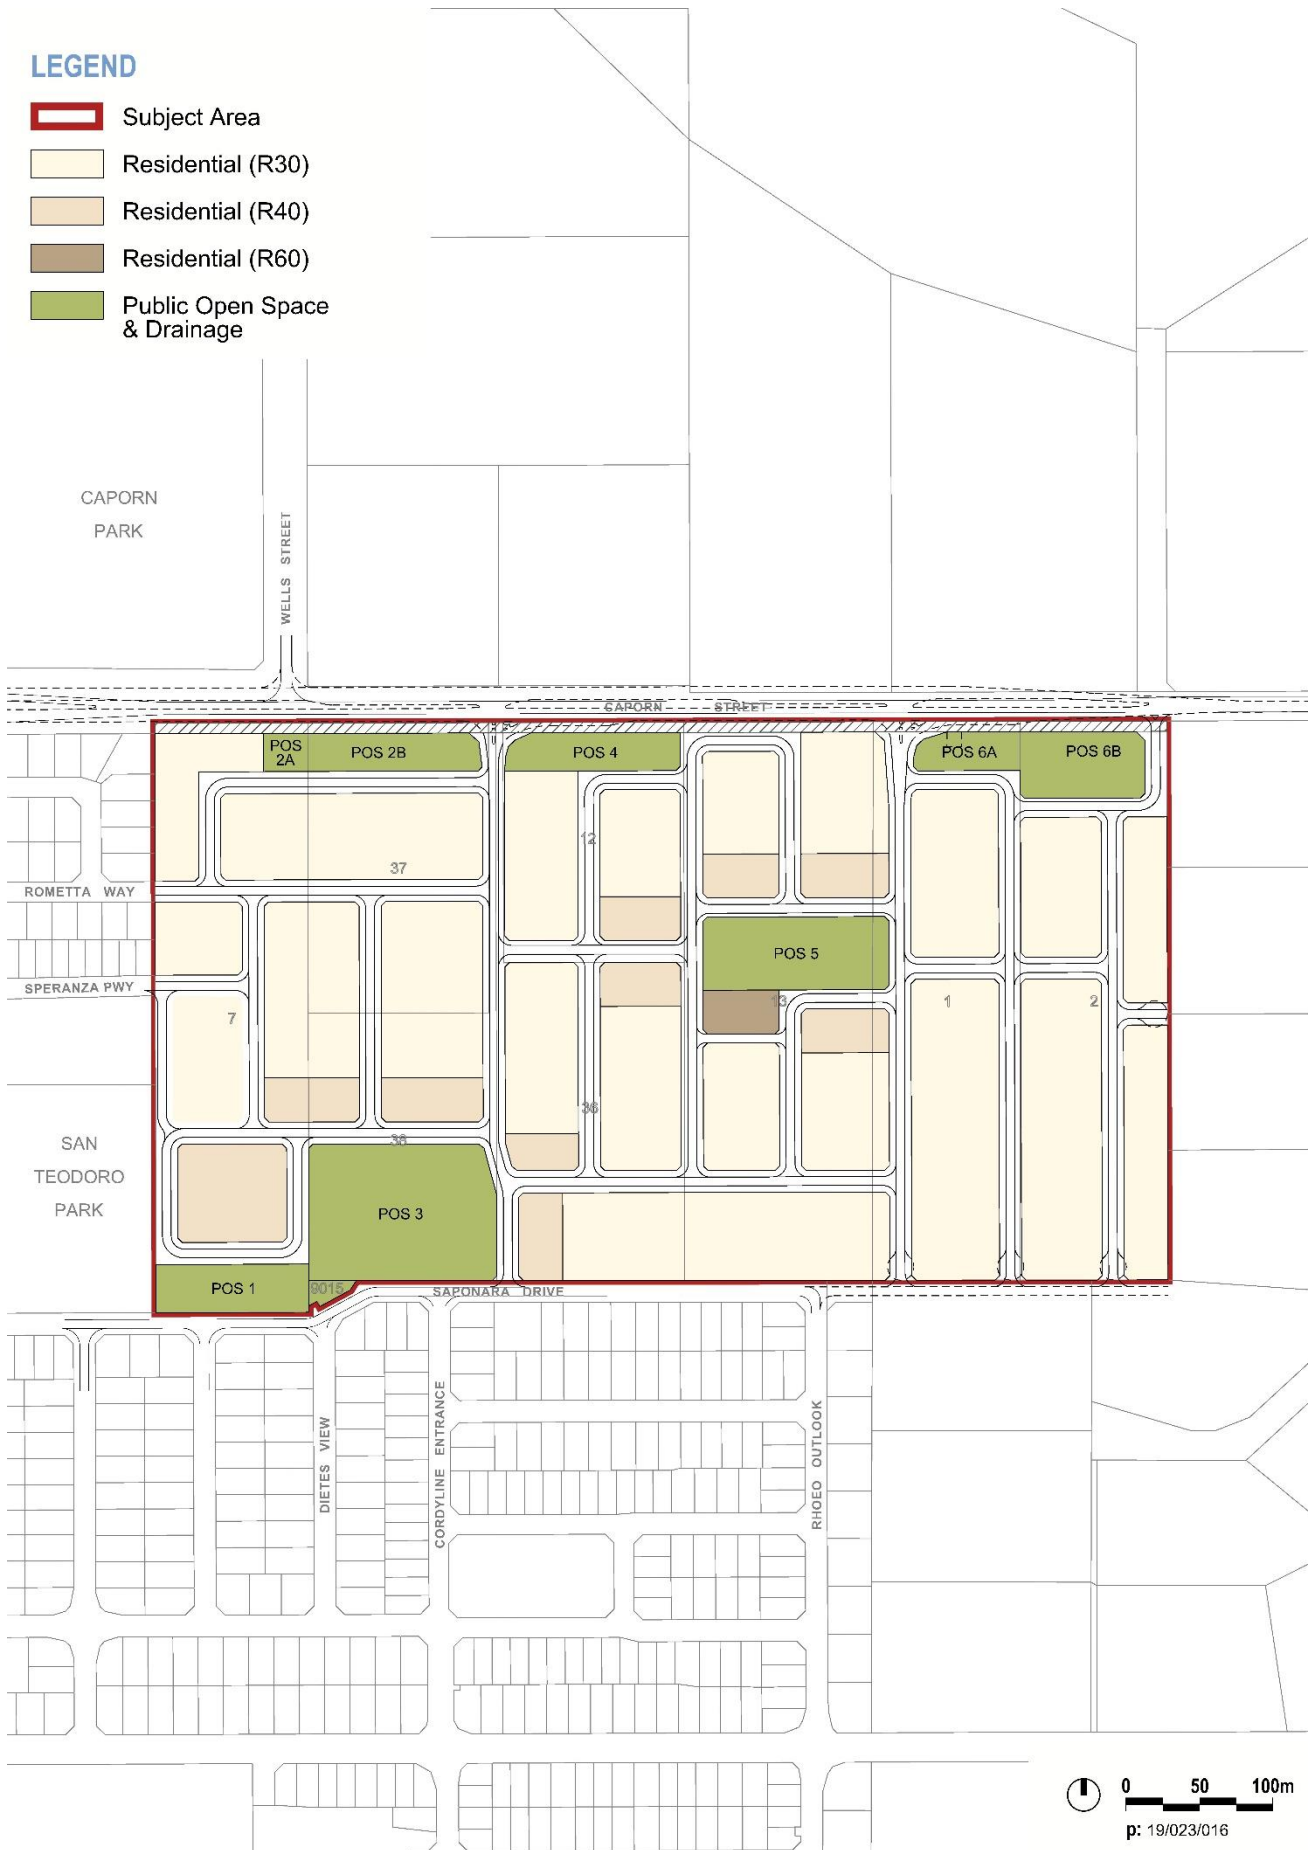 LEGEND
Subject Area
Residential (R30)
Residential (R40)
Residential (R60)
Public Open Space
& Drainage
CAPORN
PARK
WELLS STREET
CAPORN STREET
POS
2A
POS 2B
POS 4
POS 6A
POS 6B
12
37
ROMETTA WAY
POS 5
SPERANZA PWY
7
13
1
2
36
38
SAN
TEODORO
PARK
POS 3
POS 1
9015
SAPONARA DRIVE
DIETES VIEW
CORDYLINE ENTRANCE
RHOEO OUTLOOK
0 50 100m
p: 19/023/016